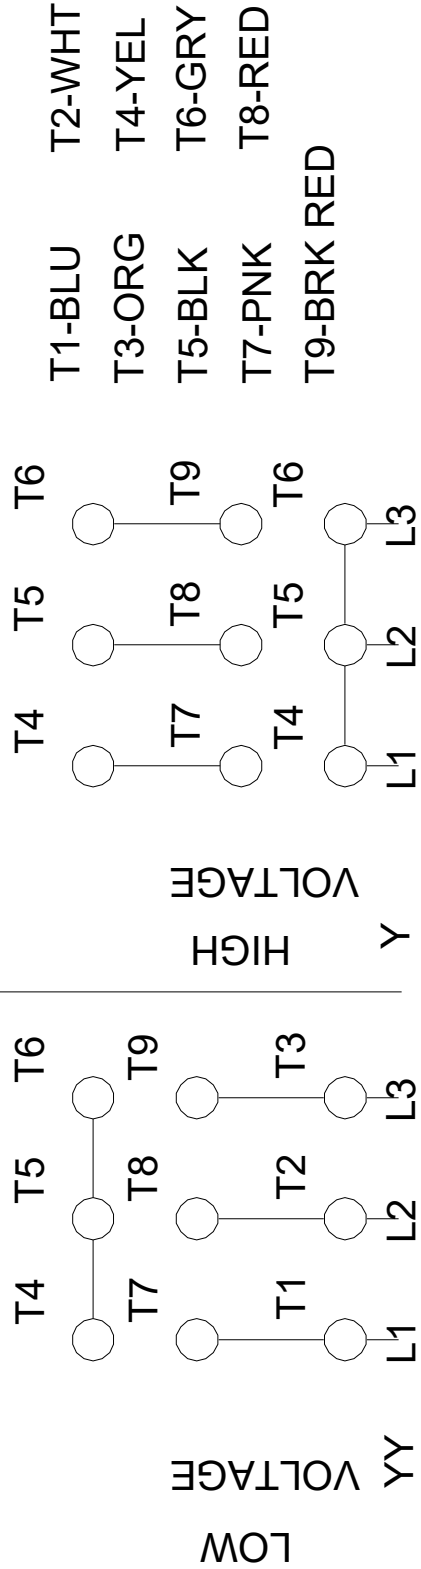 LOW
VOLTAGE
YY
T4 T5 T6
T7 T8 T9
T1 T2 T3
L1 L2 L3
HIGH
VOLTAGE
Y
T4 T5 T6
T7 T8 T9
T4 T5 T6
L1 L2 L3
T1-BLU T2-WHT
T3-ORG T4-YEL
T5-BLK T6-GRY
T7-PNK T8-RED
T9-BRK RED